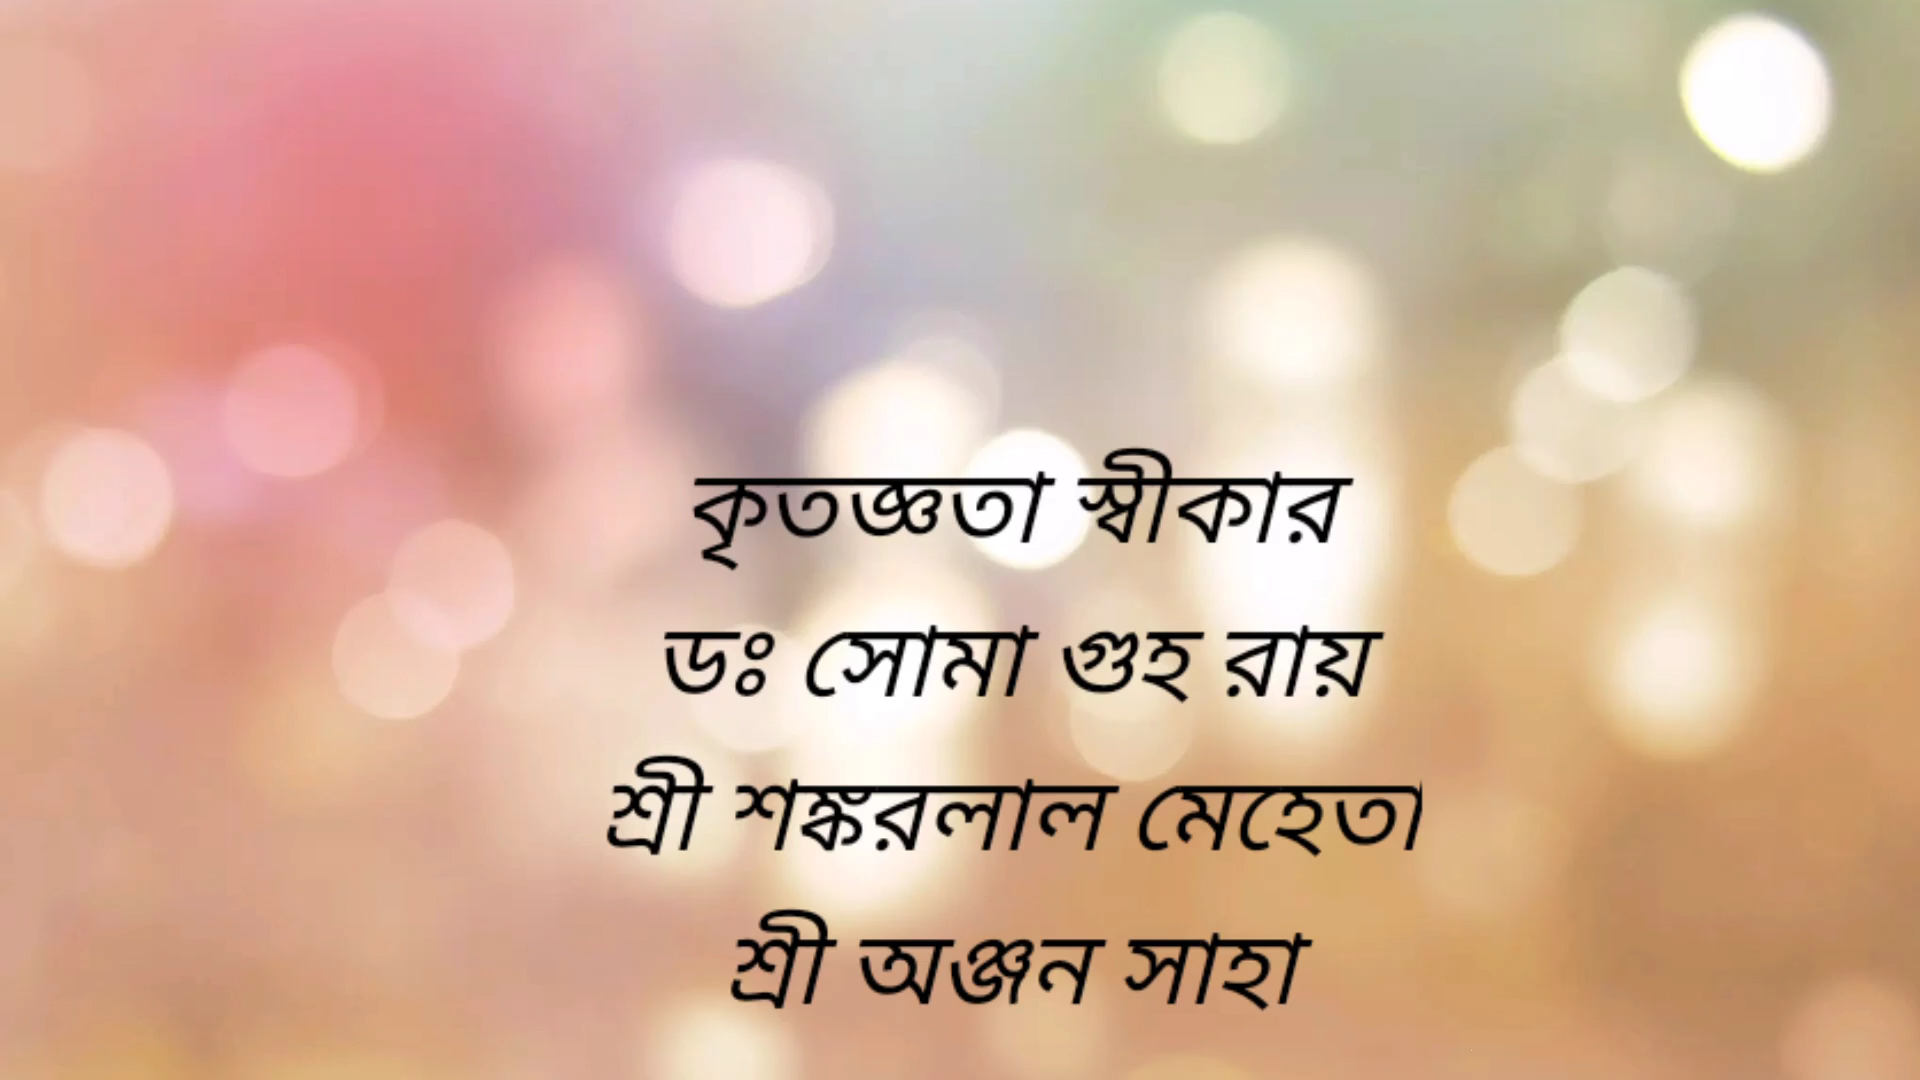 কৃতজ্ঞতা স্বীকার
ডঃ সোমা গুহ রায়
শ্রী শঙ্করলাল মেহেতা
শ্রী অঞ্জন সাহা